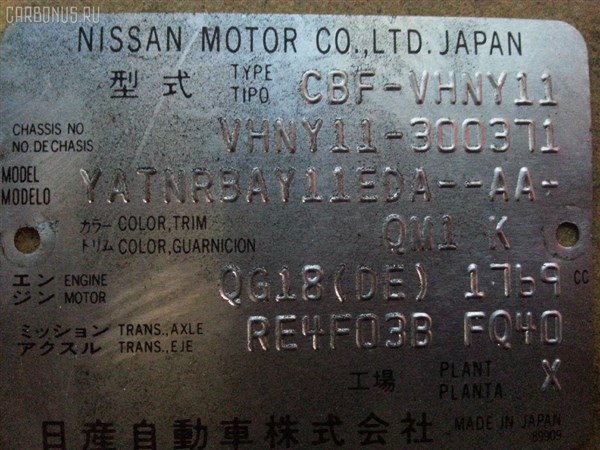 CARBONUS.RU
NISSAN MOTOR CO.,LTD. JAPAN
型式 TYPE TIPO CBF-VHNY11
CHASSIS NO
NO. DE CHASIS VHNY11-300371
MODEL
MODELO YATNRBAY11EDA--AA-
カラー COLOR,TRIM
トリム COLOR,GUARNICION QM1 K
エン ENGINE
ジン MOTOR QG18(DE) 1769 CC
ミッション TRANS.,AXLE
アクスル TRANS.,EJE RE4F03B FQ40
工場 PLANT
PLANTA X
日産自動車株式会社 MADE IN JAPAN
89909